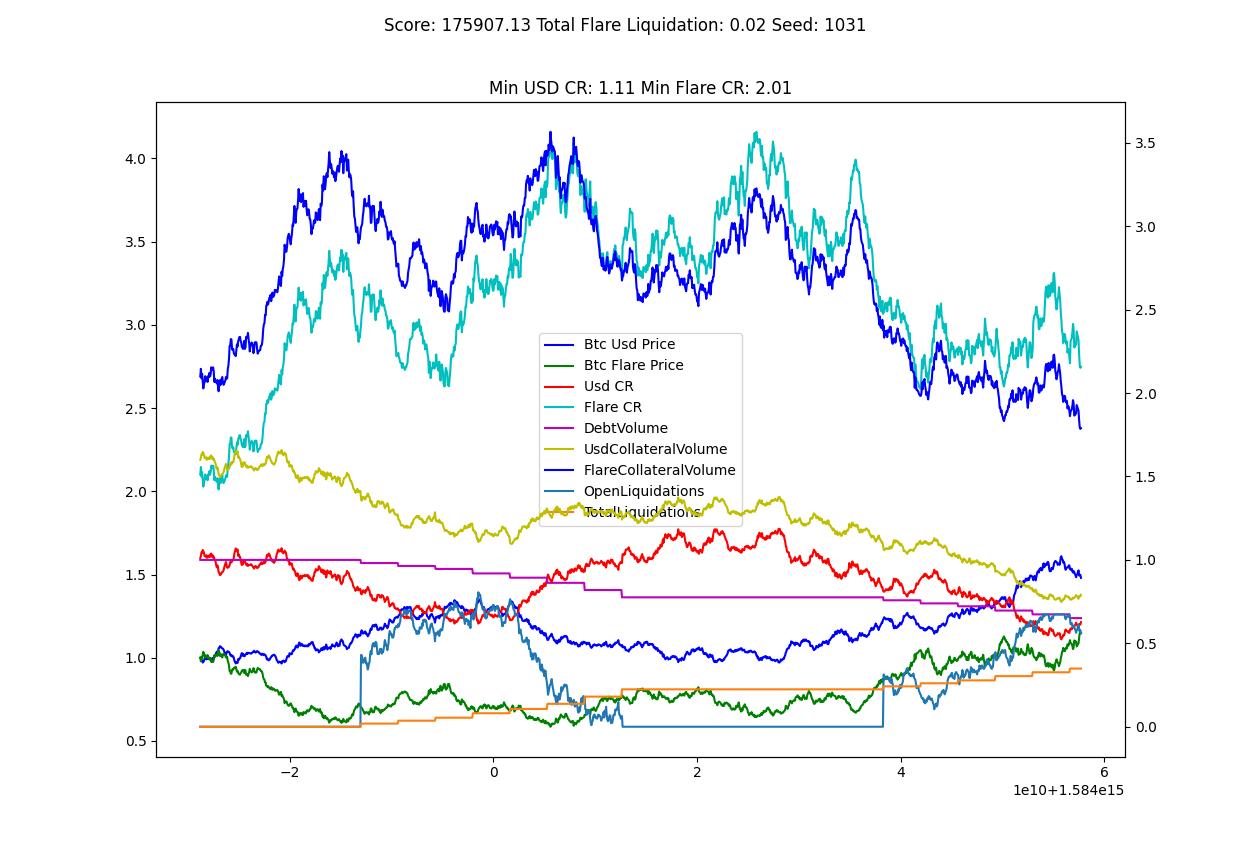 Score: 175907.13 Total Flare Liquidation: 0.02 Seed: 1031
Min USD CR: 1.11 Min Flare CR: 2.01
4.0
3.5
3.0
2.5
2.0
1.5
1.0
0.5
3.5
3.0
2.5
2.0
1.5
1.0
0.5
0.0
Btc Usd Price
Btc Flare Price
Usd CR
Flare CR
DebtVolume
UsdCollateralVolume
FlareCollateralVolume
OpenLiquidations
TotalLiquidations
−2 0 2 4 6
1e10+1.584e15